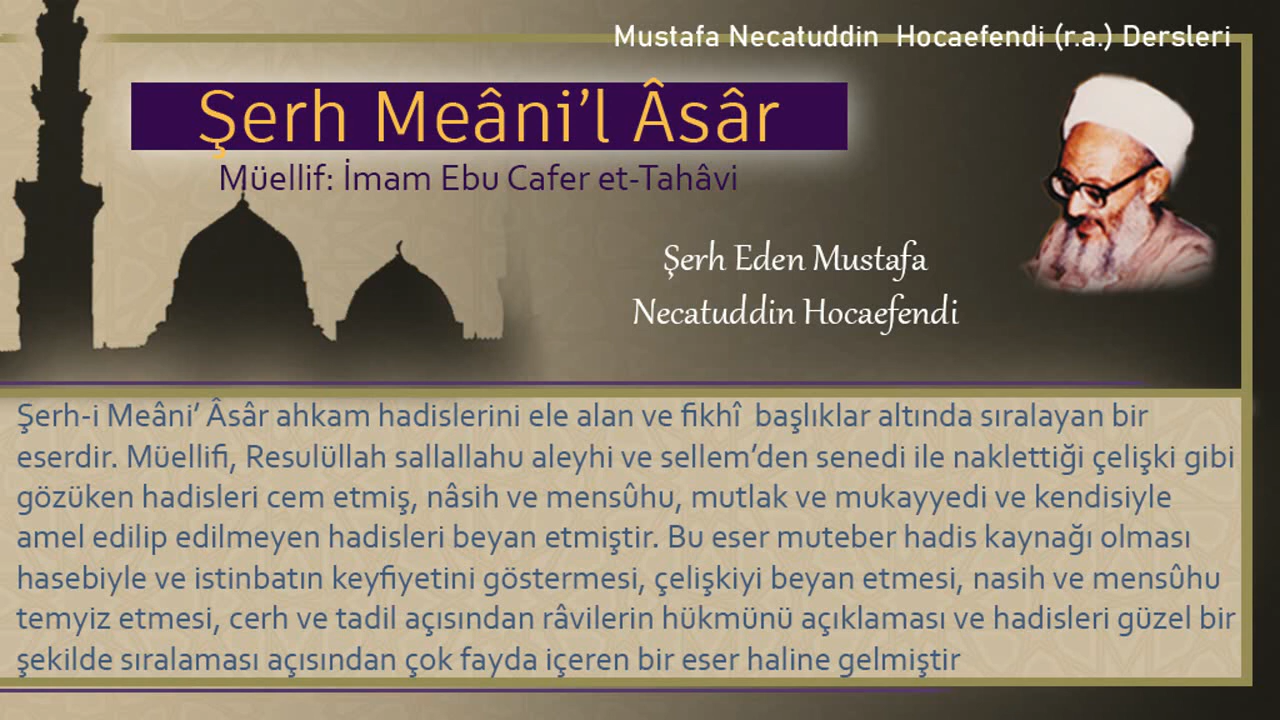 Mustafa Necatuddin Hocaefendi (r.a.) Dersleri
Şerh Meâni’l Âsâr
Müellif: İmam Ebu Cafer et-Tahâvi
Şerh Eden Mustafa
Necatuddin Hocaefendi
Şerh-i Meâni’ Âsâr ahkam hadislerini ele alan ve fikhî başlıklar altında sıralayan bir
eserdir. Müellifi, Resulüllah sallallahu aleyhi ve sellem’den senedi ile naklettiği çelişki gibi
gözüken hadisleri cem etmiş, nâsih ve mensûhu, mutlak ve mukayyedi ve kendisiyle
amel edilip edilmeyen hadisleri beyan etmiştir. Bu eser muteber hadis kaynağı olması
hasebiyle ve istinbatın keyfiyetini göstermesi, çelişkiyi beyan etmesi, nasih ve mensûhu
temyiz etmesi, cerh ve tadil açısından râvilerin hükmünü açıklaması ve hadisleri güzel bir
şekilde sıralaması açısından çok fayda içeren bir eser haline gelmiştir